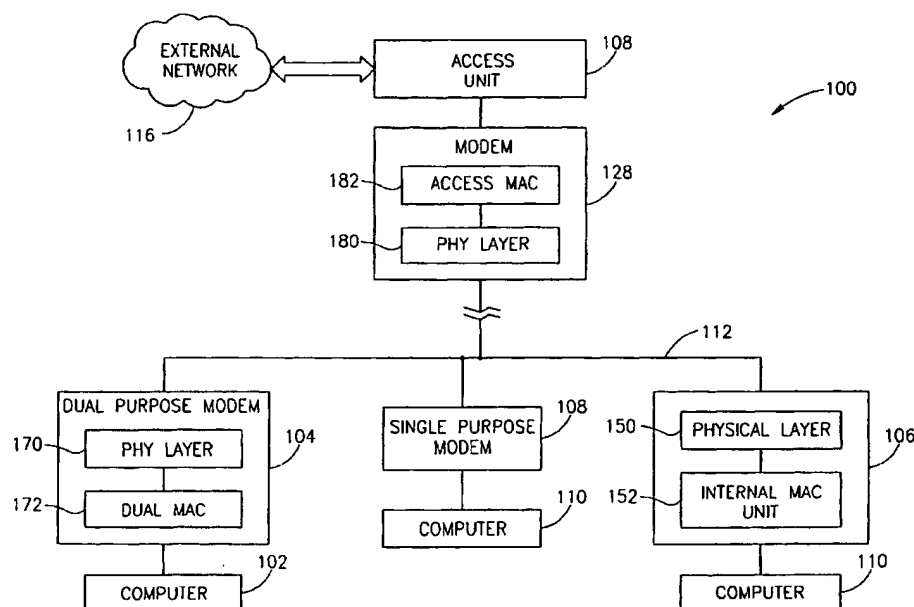 EXTERNAL
NETWORK
116
ACCESS
UNIT
108
100
MODEM
128
182
ACCESS MAC
180
PHY LAYER
112
DUAL PURPOSE MODEM
104
170
PHY LAYER
172
DUAL MAC
COMPUTER
102
SINGLE PURPOSE
MODEM
108
COMPUTER
110
150
PHYSICAL LAYER
106
152
INTERNAL MAC
UNIT
COMPUTER
110